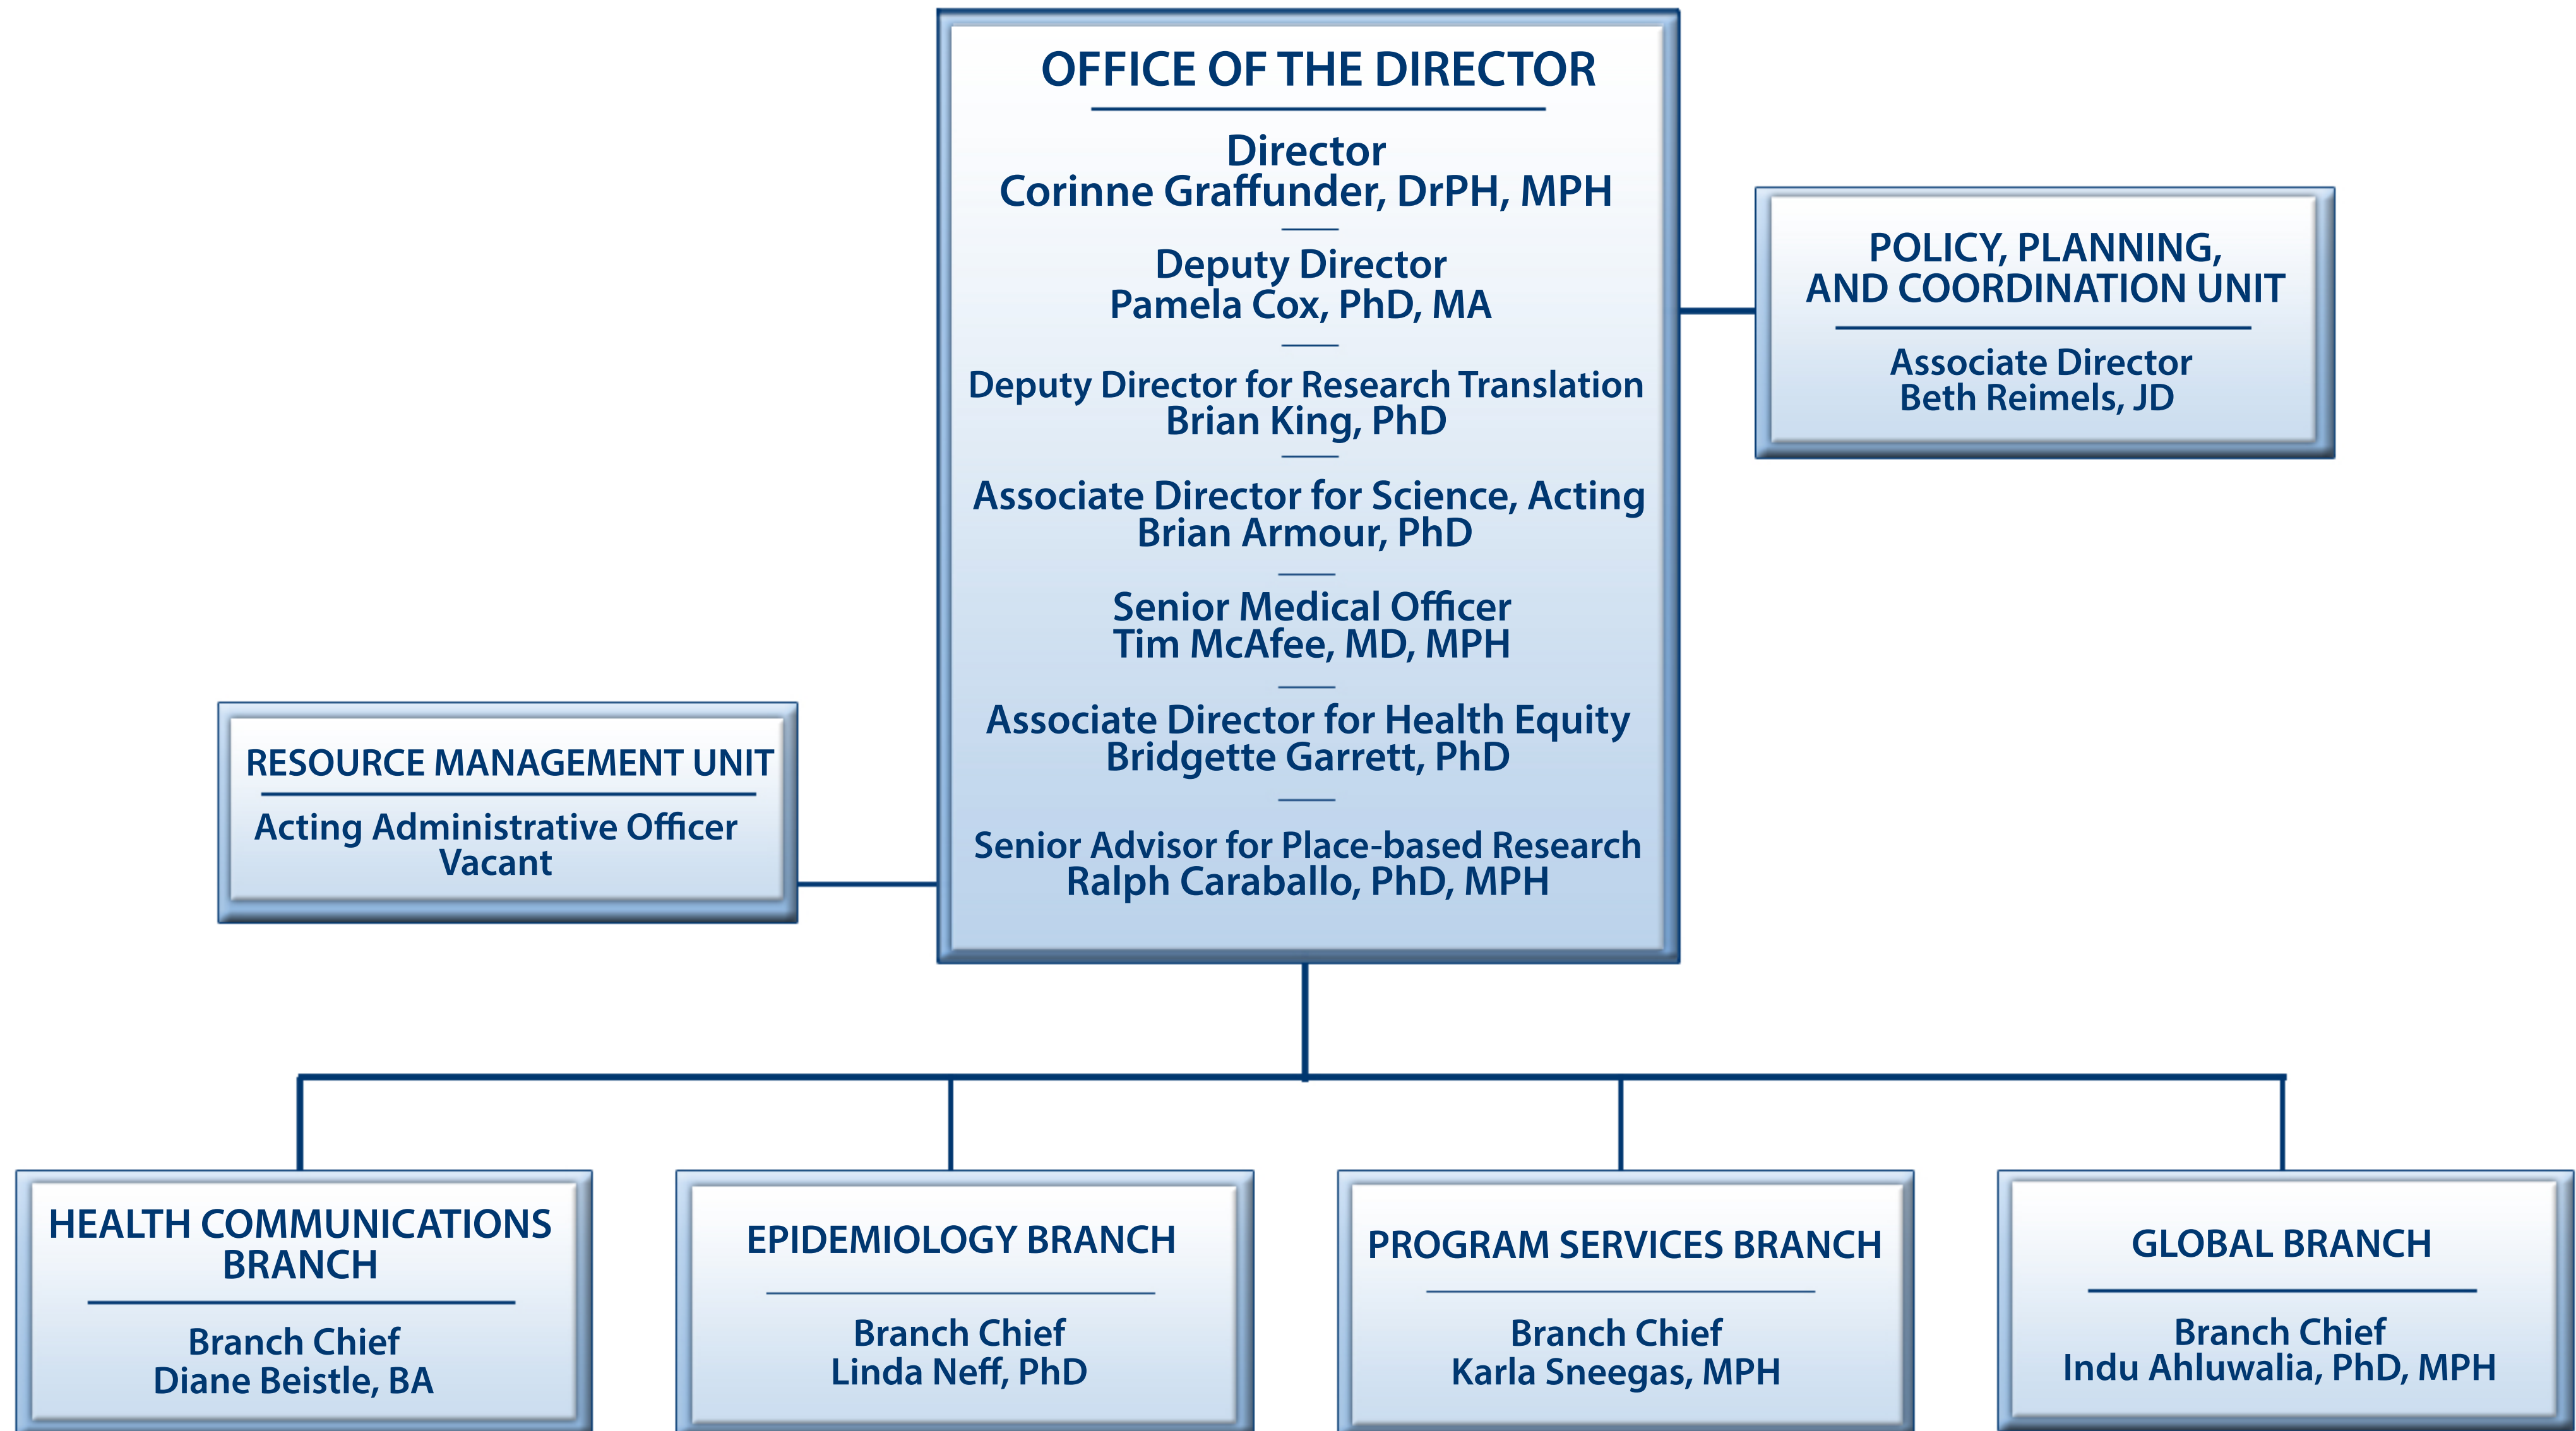 OFFICE OF THE DIRECTOR
Director
Corinne Graffunder, DrPH, MPH
Deputy Director
Pamela Cox, PhD, MA
Deputy Director for Research Translation
Brian King, PhD
Associate Director for Science, Acting
Brian Armour, PhD
Senior Medical Officer
Tim McAfee, MD, MPH
Associate Director for Health Equity
Bridgette Garrett, PhD
Senior Advisor for Place-based Research
Ralph Caraballo, PhD, MPH
POLICY, PLANNING,
AND COORDINATION UNIT
Associate Director
Beth Reimels, JD
RESOURCE MANAGEMENT UNIT
Acting Administrative Officer
Vacant
HEALTH COMMUNICATIONS
BRANCH
Branch Chief
Diane Beistle, BA
EPIDEMIOLOGY BRANCH
Branch Chief
Linda Neff, PhD
PROGRAM SERVICES BRANCH
Branch Chief
Karla Sneegas, MPH
GLOBAL BRANCH
Branch Chief
Indu Ahluwalia, PhD, MPH